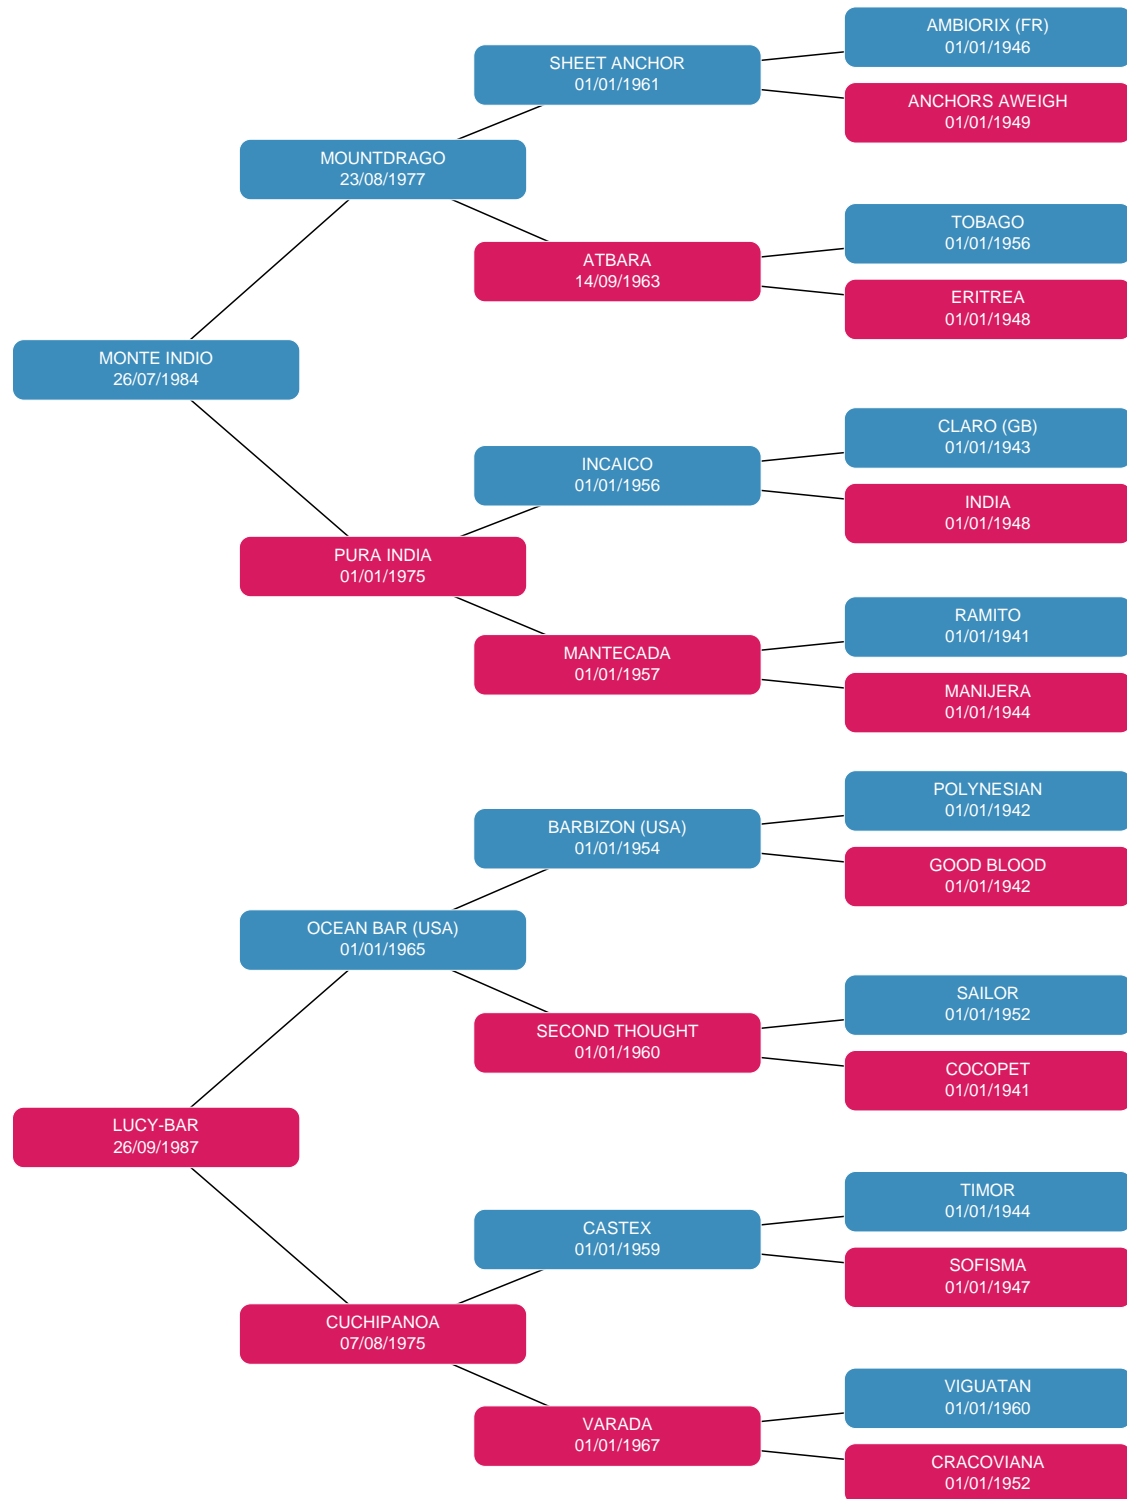 AMBIORIX (FR)
01/01/1946
SHEET ANCHOR
01/01/1961
ANCHORS AWEIGH
01/01/1949
MOUNTDRAGO
23/08/1977
TOBAGO
01/01/1956
ATBARA
14/09/1963
ERITREA
01/01/1948
MONTE INDIO
26/07/1984
CLARO (GB)
01/01/1943
INCAICO
01/01/1956
INDIA
01/01/1948
PURA INDIA
01/01/1975
RAMITO
01/01/1941
MANTECADA
01/01/1957
MANIJERA
01/01/1944
POLYNESIAN
01/01/1942
BARBIZON (USA)
01/01/1954
GOOD BLOOD
01/01/1942
OCEAN BAR (USA)
01/01/1965
SAILOR
01/01/1952
SECOND THOUGHT
01/01/1960
COCOPET
01/01/1941
LUCY-BAR
26/09/1987
TIMOR
01/01/1944
CASTEX
01/01/1959
SOFISMA
01/01/1947
CUCHIPANOA
07/08/1975
VIGUATAN
01/01/1960
VARADA
01/01/1967
CRACOVIANA
01/01/1952